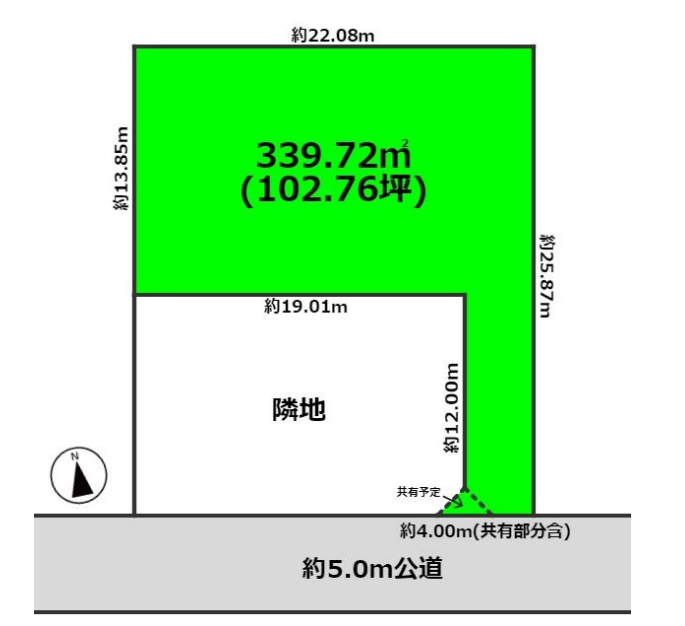 約22.08m
約13.85m
339.72㎡
(102.76坪)
約25.87m
約19.01m
隣地
約12.00m
N
共有予定
約4.00m(共有部分含)
約5.0m公道